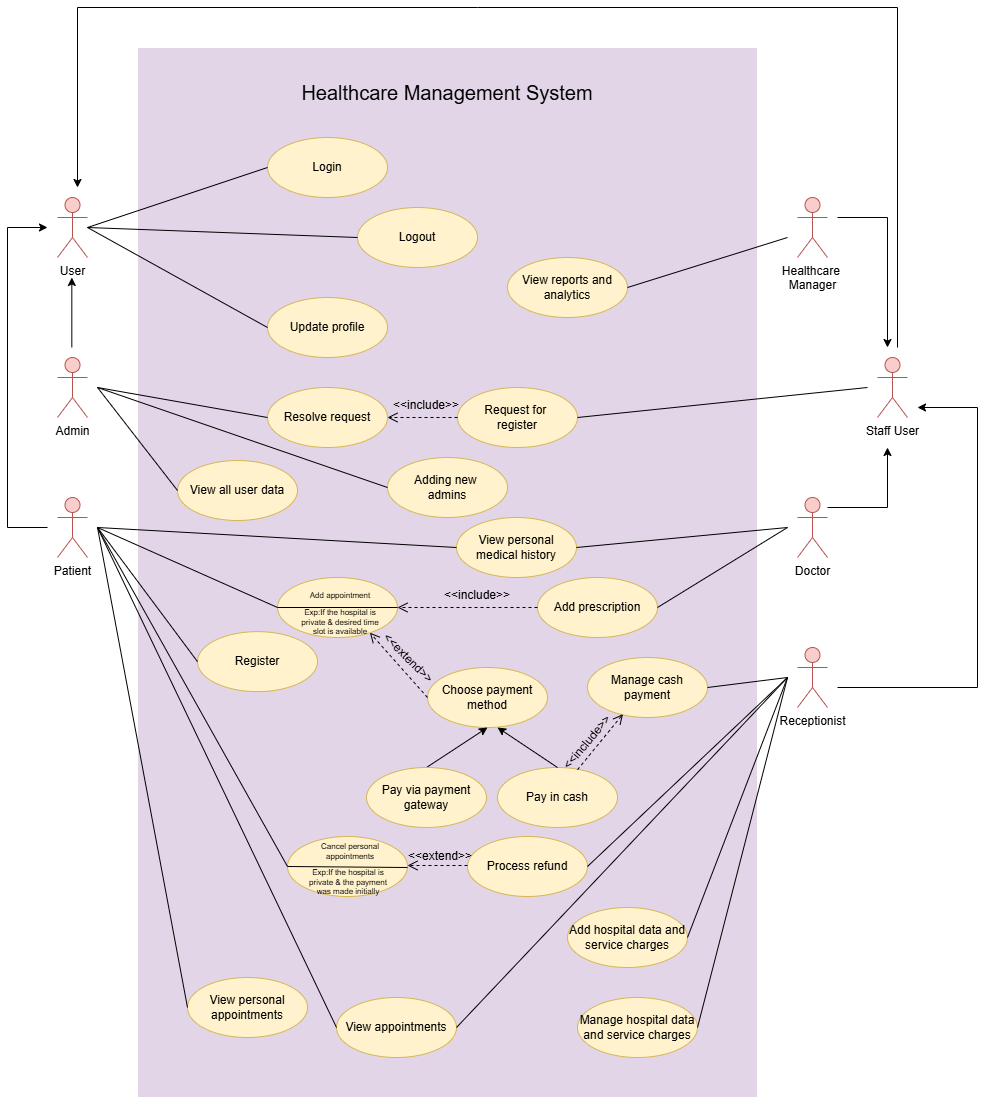 Healthcare Management System
Login
Logout
User
Healthcare
Manager
View reports and
analytics
Update profile
<<include>>
Resolve request
Request for
register
Admin
Staff User
Adding new
admins
View all user data
View personal
medical history
Patient
Doctor
Add appointment
Exp:If the hospital is
private & desired time
slot is available
<<include>>
Add prescription
<<extend>>
Register
Choose payment
method
Manage cash
payment
Receptionist
<<include>>
Pay via payment
gateway
Pay in cash
Cancel personal
appointments
Exp:If the hospital is
private & the payment
was made initially
<<extend>>
Process refund
Add hospital data and
service charges
View personal
appointments
View appointments
Manage hospital data
and service charges